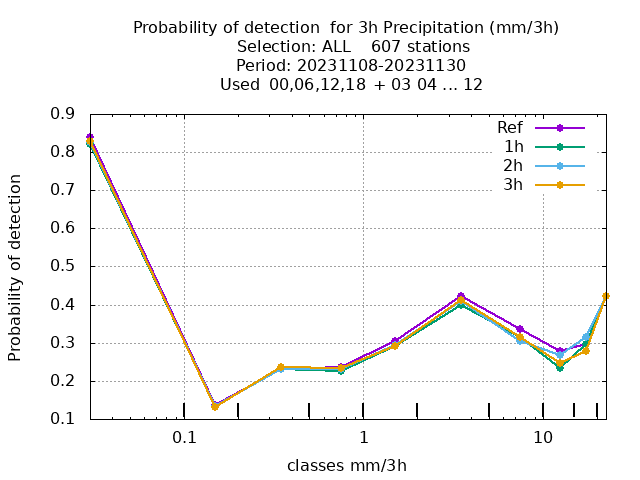 Probability of detection  for 3h Precipitation (mm/3h)
Selection: ALL    607 stations
Period: 20231108-20231130
Used  00,06,12,18  + 03 04 ... 12
Probability of detection
0.9
0.8
0.7
0.6
0.5
0.4
0.3
0.2
0.1
Ref
1h
2h
3h
0.1 1 10
classes mm/3h